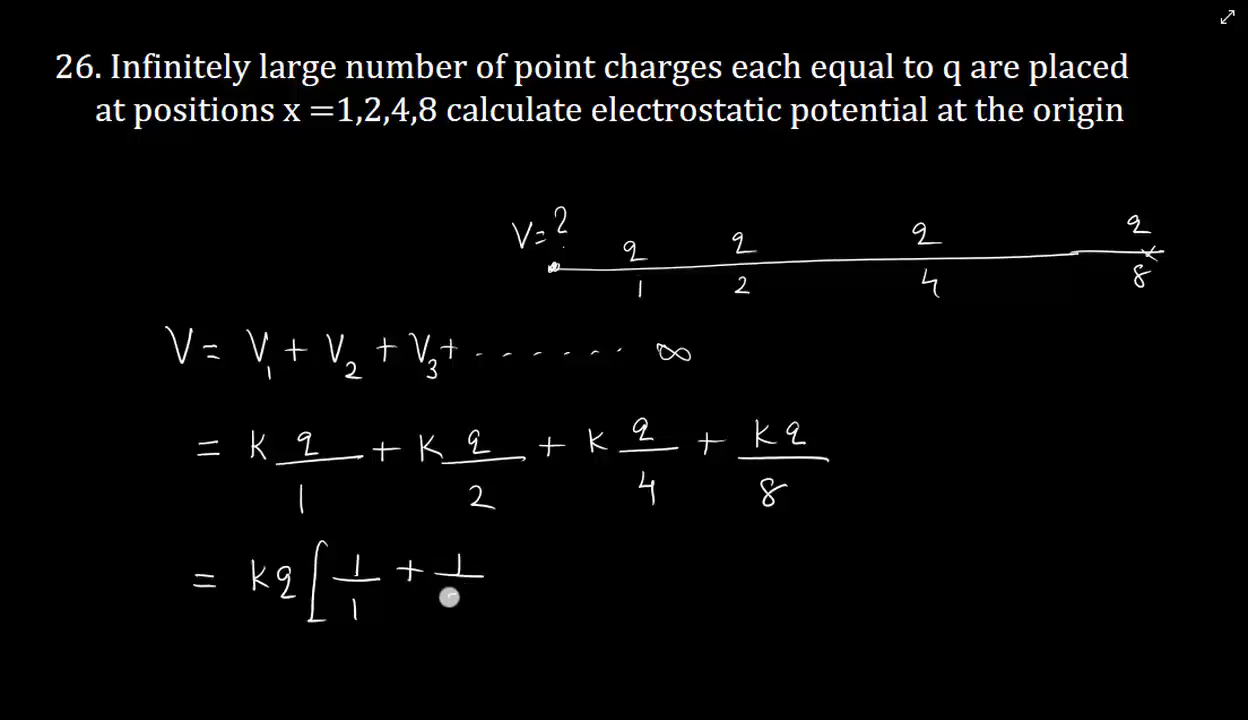 26. Infinitely large number of point charges each equal to q are placed
at positions x =1,2,4,8 calculate electrostatic potential at the origin
V=? q q q q
1 2 4 8
V = V₁ + V₂ + V₃ + ....... ∞
= K q/1 + K q/2 + K q/4 + Kq/8
= Kq [ 1/1 + 1/